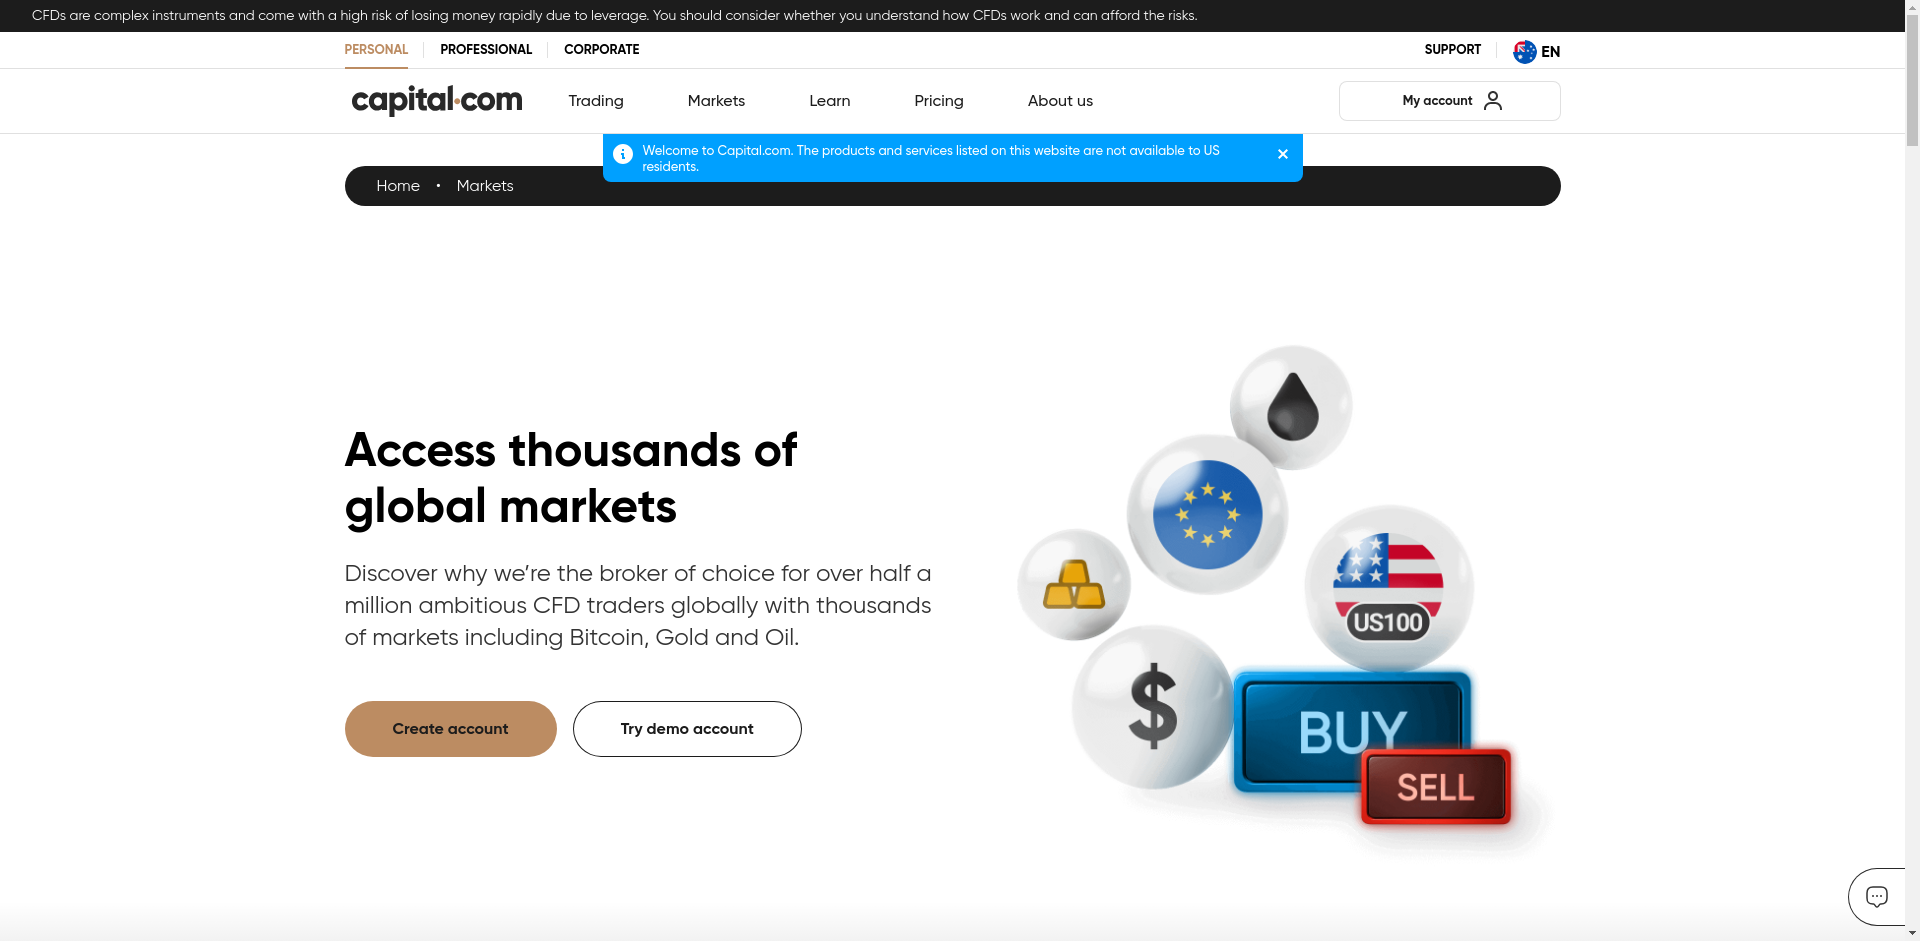 CFDs are complex instruments and come with a high risk of losing money rapidly due to leverage. You should consider whether you understand how CFDs work and can afford the risks.
PERSONAL
PROFESSIONAL
CORPORATE
SUPPORT
EN
capital.com
Trading
Markets
Learn
Pricing
About us
My account
Welcome to Capital.com. The products and services listed on this website are not available to US
residents.
Home • Markets
Access thousands of
global markets
Discover why we’re the broker of choice for over half a
million ambitious CFD traders globally with thousands
of markets including Bitcoin, Gold and Oil.
Create account
Try demo account
US100
$
BUY
SELL